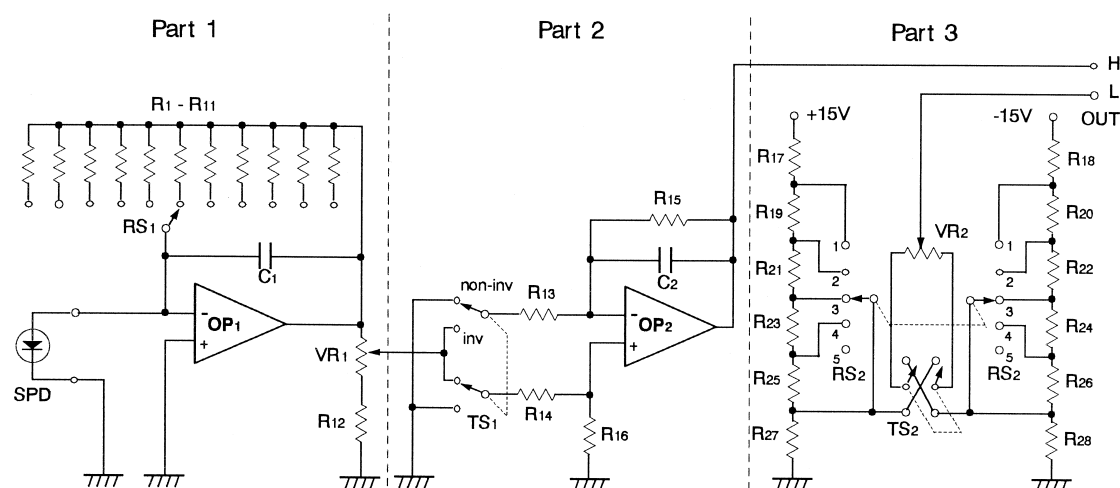 Part 1
Part 2
Part 3
H
L
OUT
R1 - R11
+15V
-15V
R17
R18
RS1
R15
R19
R20
VR2
1
1
C1
C2
R21
R22
2
2
non-inv
R13
3
3
− OP1
+
− OP2
+
R23
R24
4
4
inv
VR1
5
5
RS2
RS2
SPD
R25
R26
R12
TS1
R14
TS2
R16
R27
R28